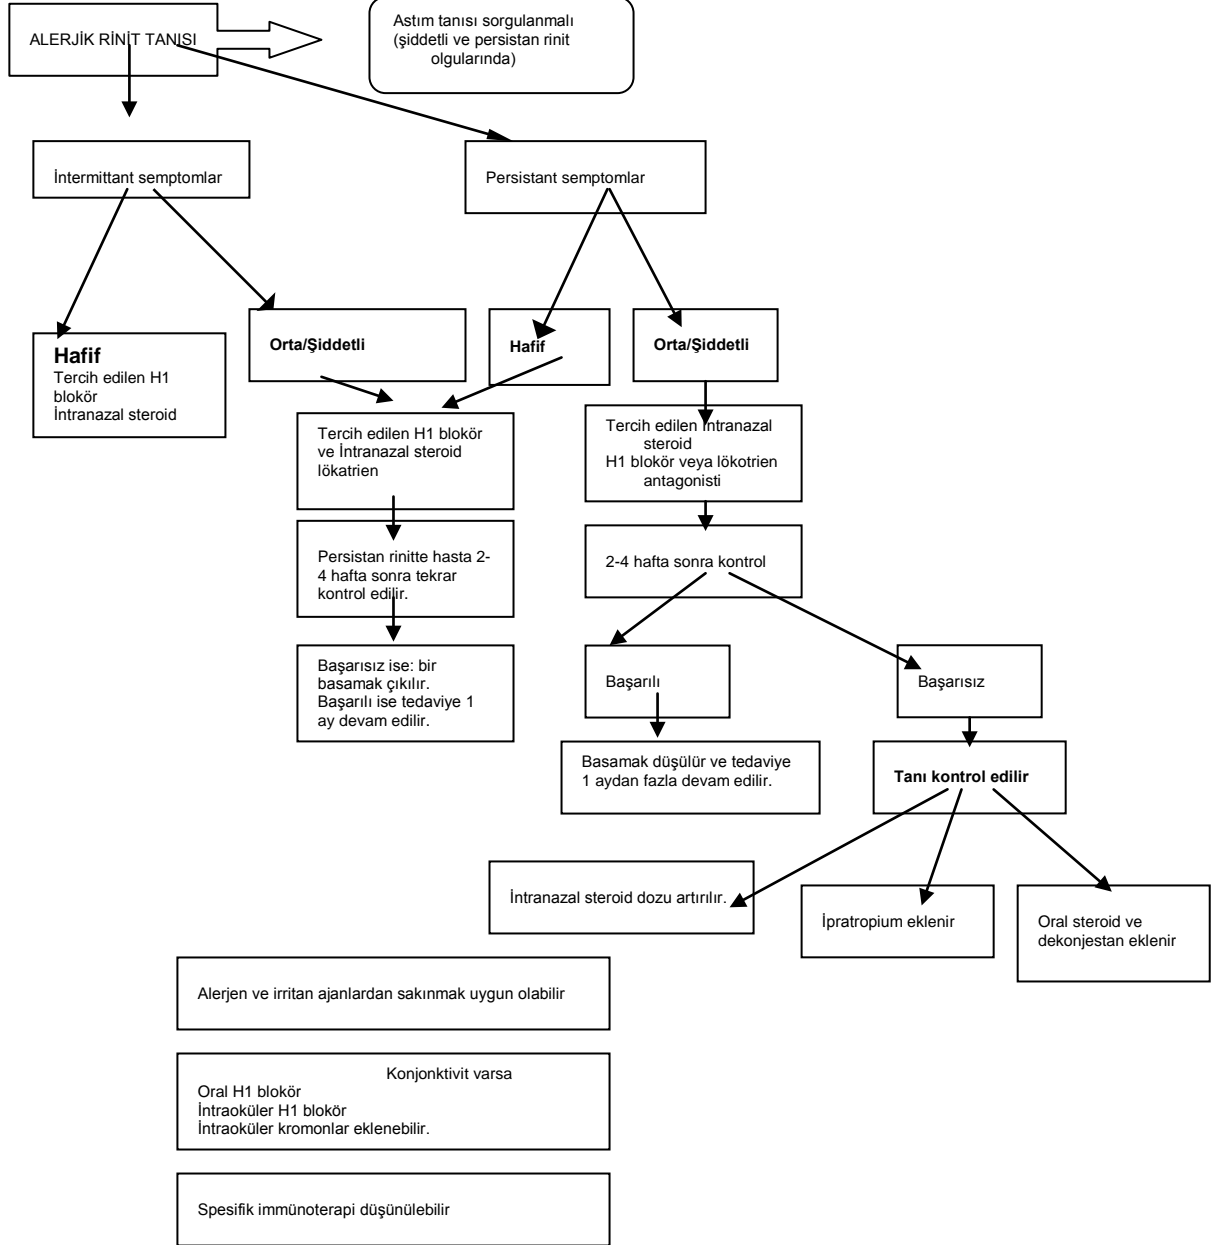 ALERJİK RİNİT TANISI
Astım tanısı sorgulanmalı
(şiddetli ve persistan rinit
olgularında)
İntermittant semptomlar
Persistant semptomlar
Hafif
Tercih edilen H1
blokör
İntranazal steroid
Orta/Şiddetli
Hafif
Orta/Şiddetli
Tercih edilen H1 blokör
ve İntranazal steroid
lökatrien
Tercih edilen İntranazal
steroid
H1 blokör veya lökotrien
antagonisti
Persistan rinitte hasta 2-
4 hafta sonra tekrar
kontrol edilir.
2-4 hafta sonra kontrol
Başarısız ise: bir
basamak çıkılır.
Başarılı ise tedaviye 1
ay devam edilir.
Başarılı
Başarısız
Basamak düşülür ve tedaviye
1 aydan fazla devam edilir.
Tanı kontrol edilir
İntranazal steroid dozu artırılır.
İpratropium eklenir
Oral steroid ve
dekonjestan eklenir
Alerjen ve irritan ajanlardan sakınmak uygun olabilir
Konjonktivit varsa
Oral H1 blokör
İntraoküler H1 blokör
İntraoküler kromonlar eklenebilir.
Spesifik immünoterapi düşünülebilir